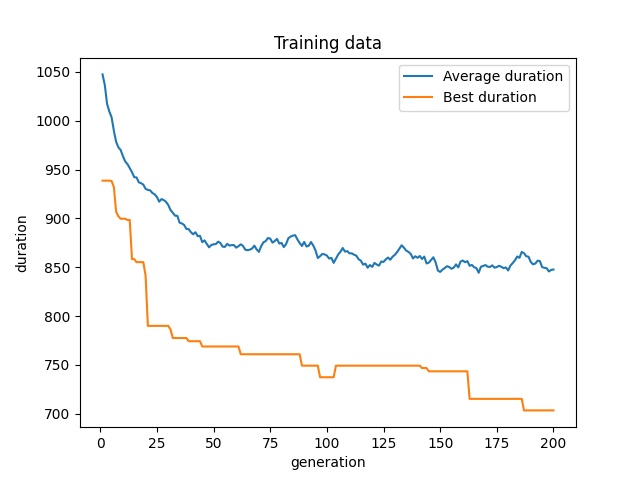 Training data
Average duration
Best duration
1050
1000
950
900
850
800
750
700
duration
0 25 50 75 100 125 150 175 200
generation